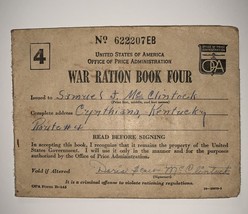 4
No 622207EB
UNITED STATES OF AMERICA
OFFICE OF PRICE ADMINISTRATION
WAR RATION BOOK FOUR
OPA
Issued to Samuel J. McClintock
Complete address Cynthiana, Kentucky
Route #4
READ BEFORE SIGNING
In accepting this book, I recognize that it remains the property of the United
States Government. I will use it only in the manner and for the purposes
authorized by the Office of Price Administration.
Void if Altered McClintock
It is a criminal offense to violate rationing regulations.
OPA Form